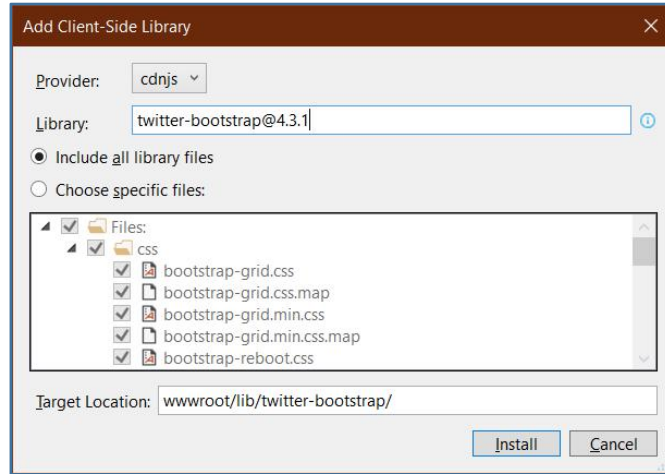 Add Client-Side Library
Provider: cdnjs
Library: twitter-bootstrap@4.3.1
Include all library files
Choose specific files:
Files:
css
bootstrap-grid.css
bootstrap-grid.css.map
bootstrap-grid.min.css
bootstrap-grid.min.css.map
bootstrap-reboot.css
Target Location: wwwroot/lib/twitter-bootstrap/
Install Cancel